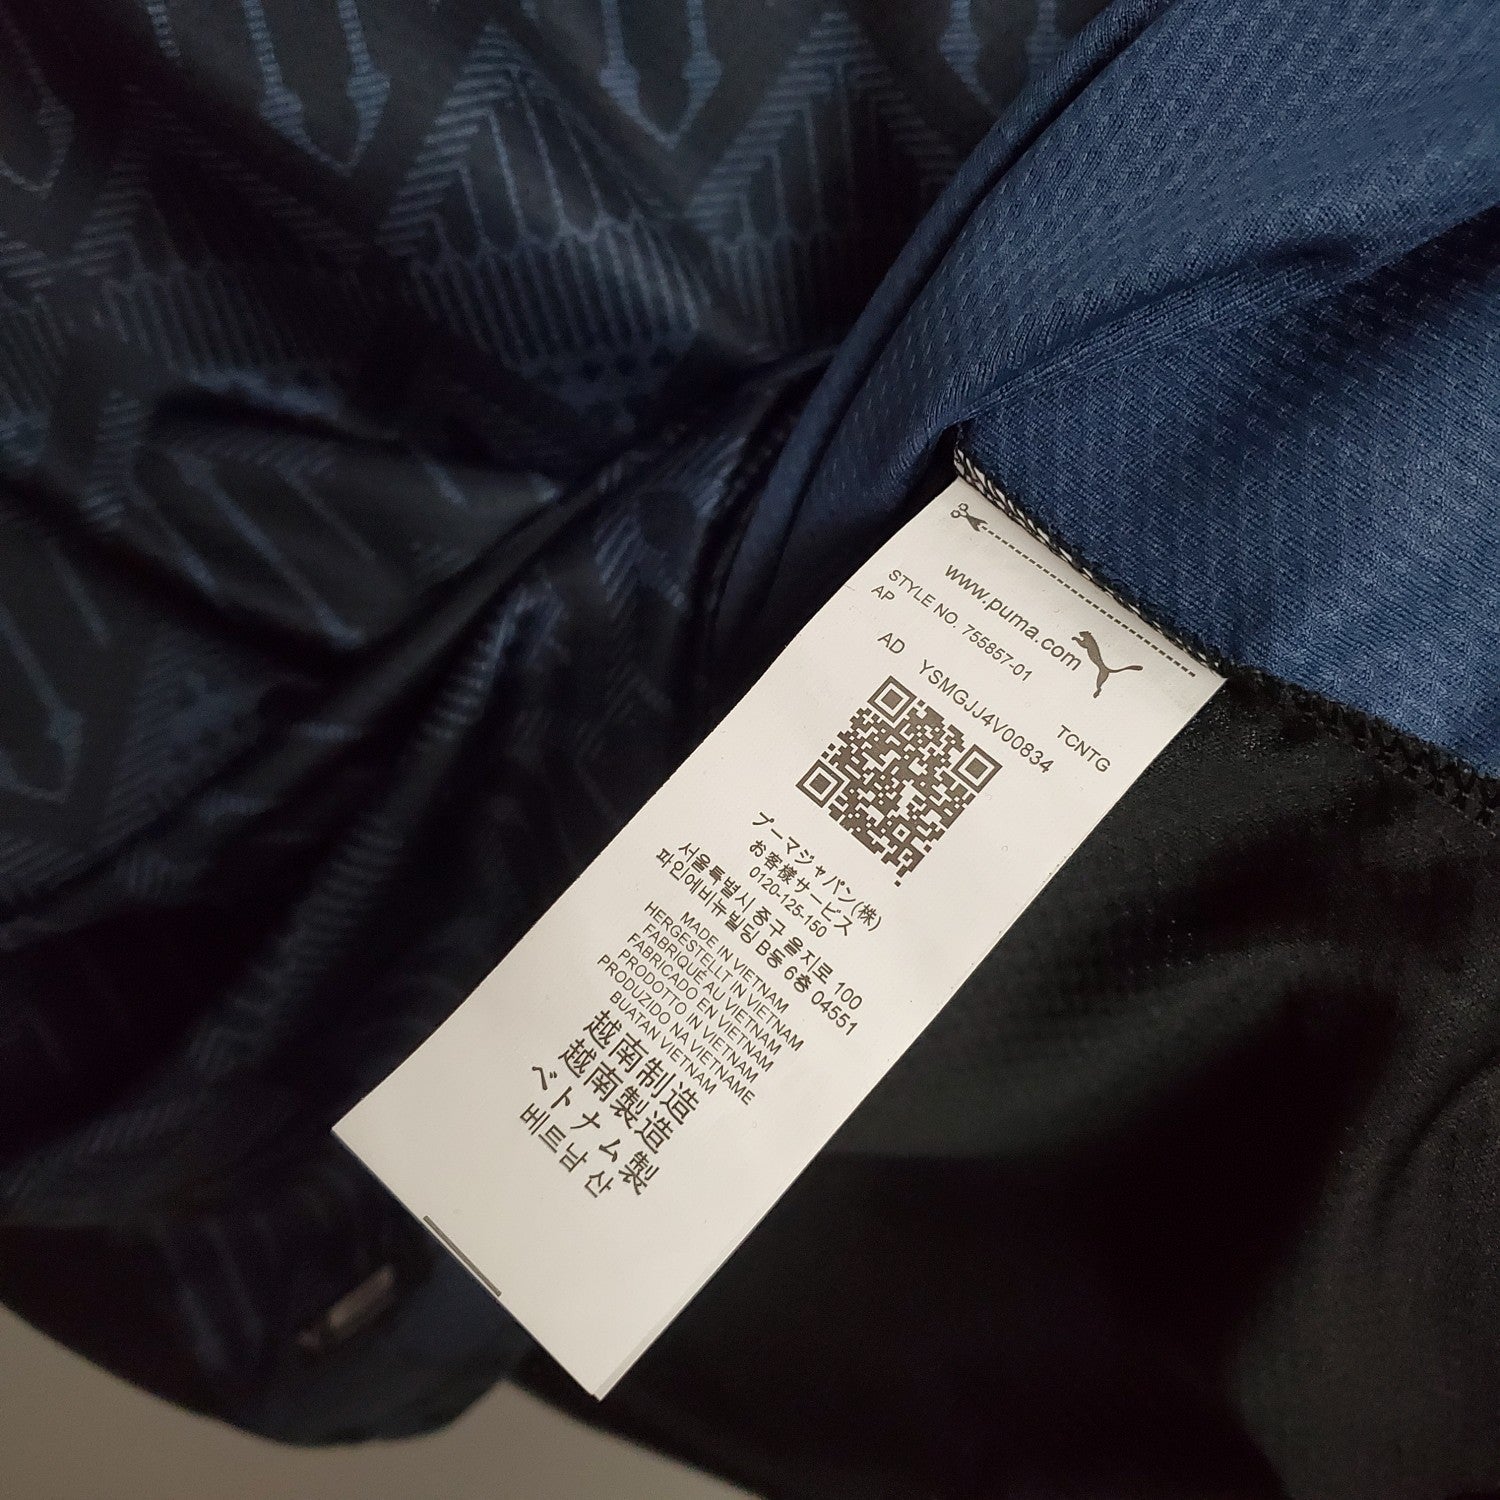 www.puma.com
STYLE NO. 755857-01
AP
TCNTG
AD YSMGJJ4V00834
プーマジャパン(株)
お客様サービス
0120-125-150
서울특별시 중구 을지로 100
파인에비뉴빌딩 B동 6층 04551
MADE IN VIETNAM
HERGESTELLT IN VIETNAM
FABRIQUÉ AU VIETNAM
FABRICADO EN VIETNAM
PRODOTTO IN VIETNAM
PRODUZIDO NA VIETNAME
BUATAN VIETNAM
越南制造
越南製造
ベトナム製
베트남 산